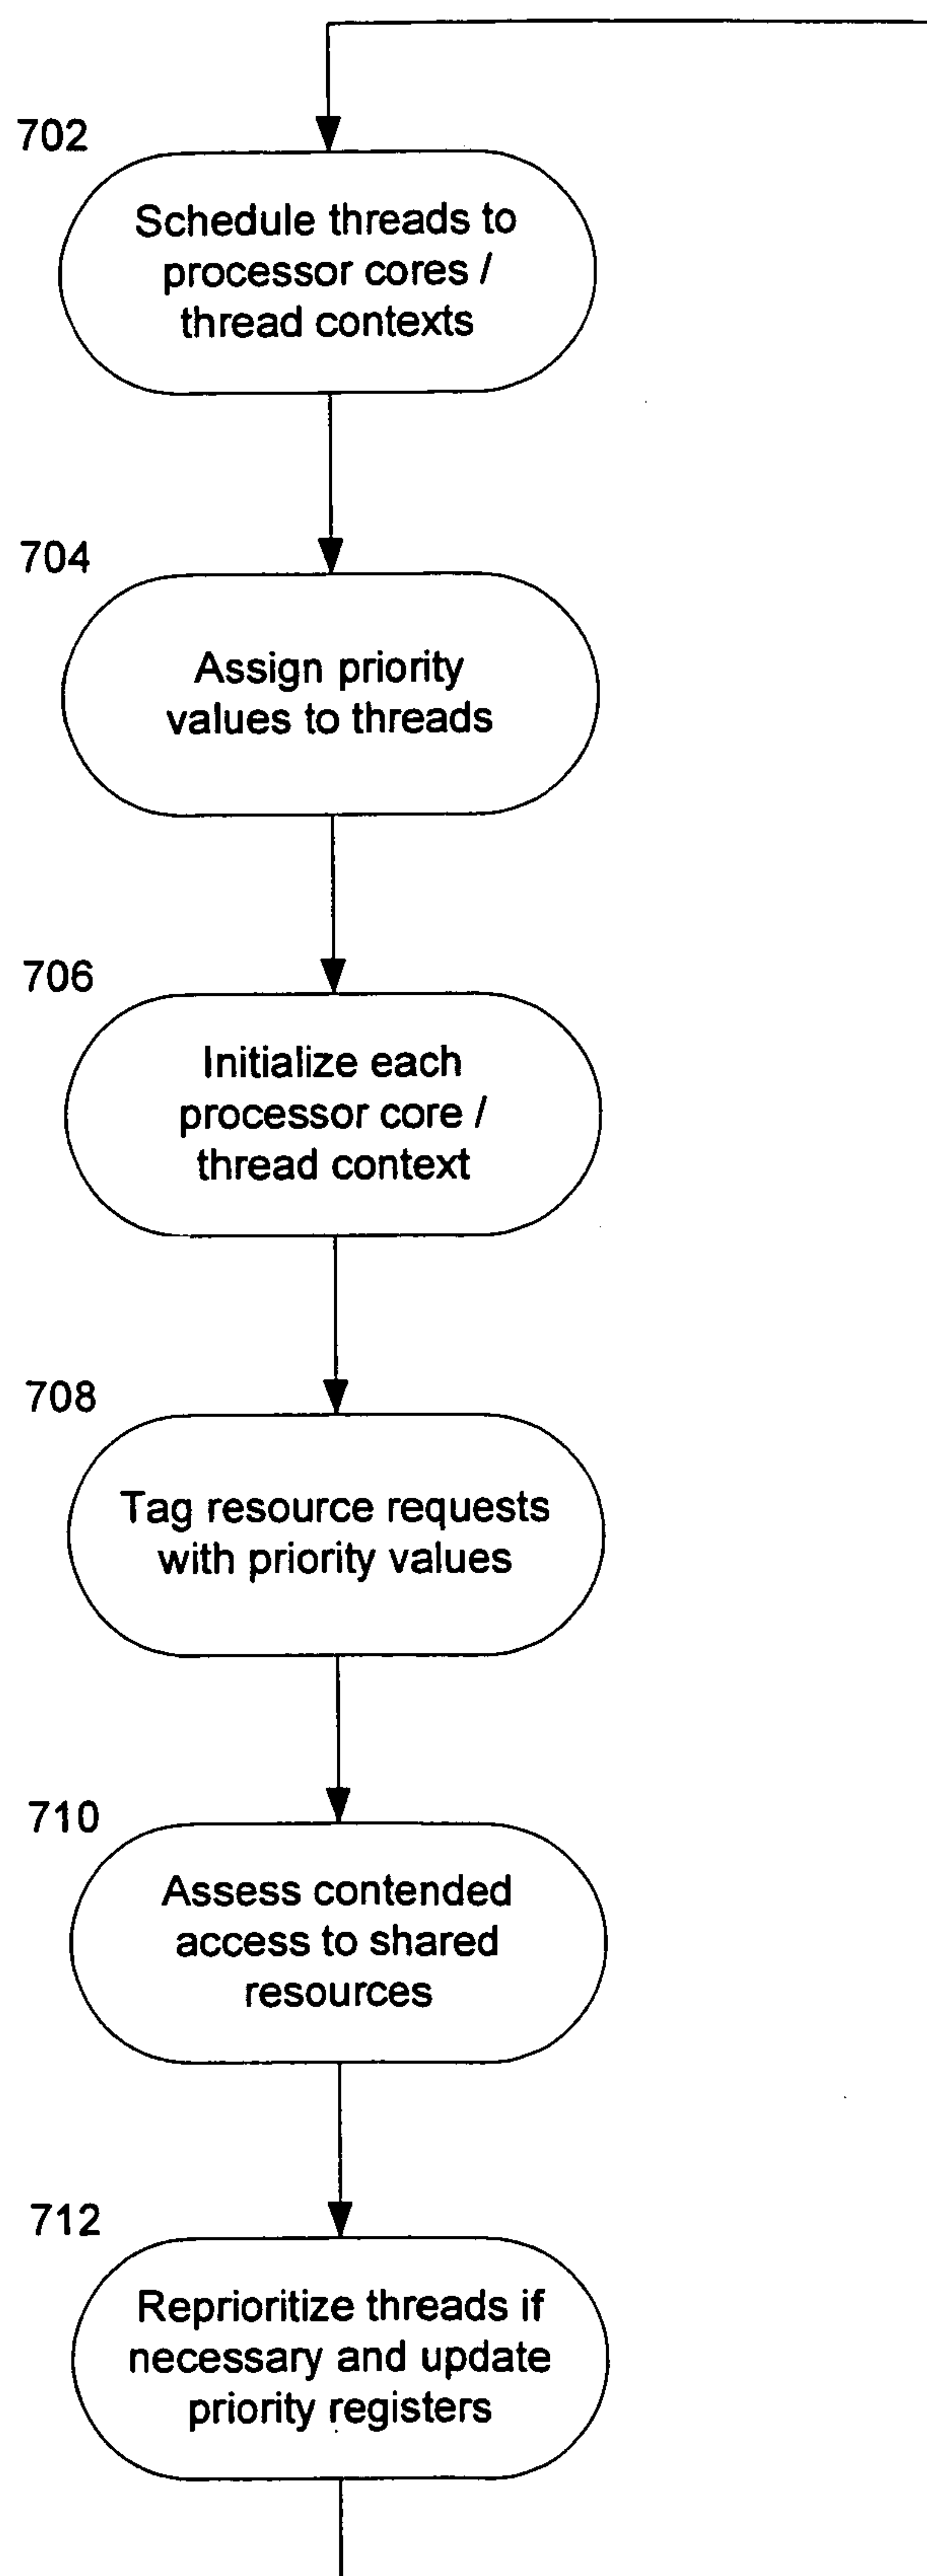 702
Schedule threads to
processor cores /
thread contexts
704
Assign priority
values to threads
706
Initialize each
processor core /
thread context
708
Tag resource requests
with priority values
710
Assess contended
access to shared
resources
712
Reprioritize threads if
necessary and update
priority registers